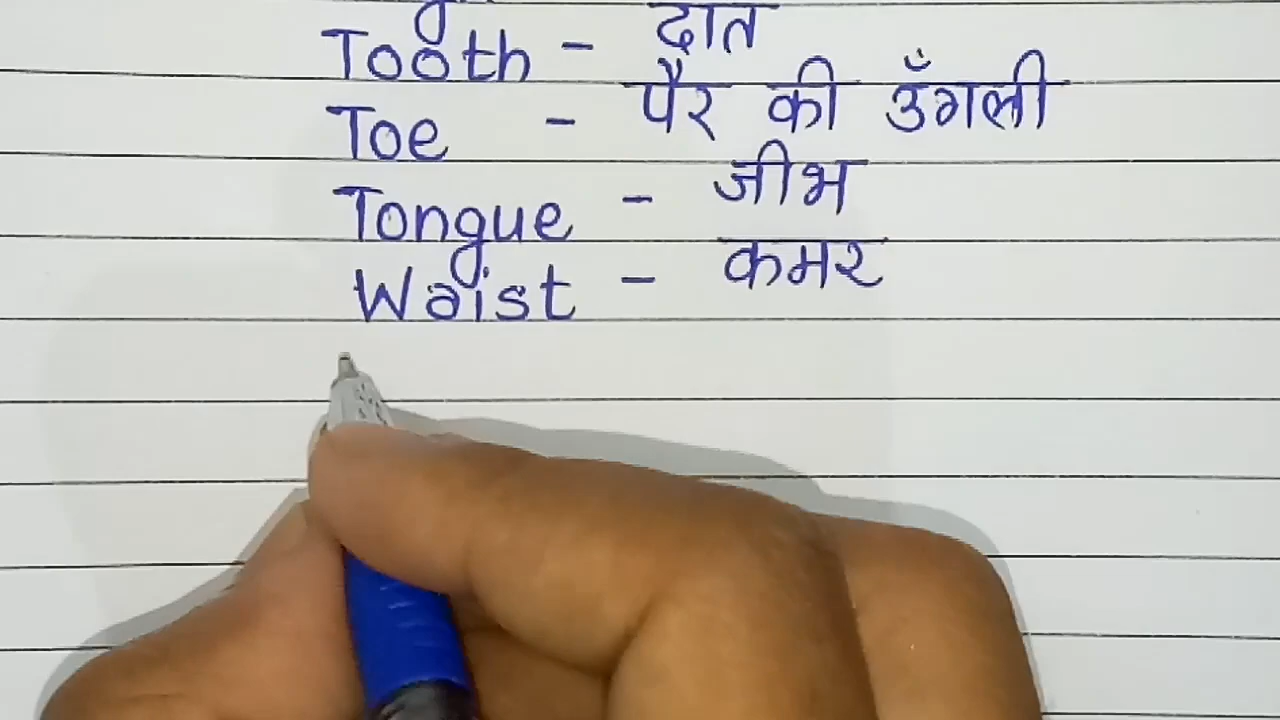 Tooth - दात
Toe - पैर की उँगली
Tongue - जीभ
Waist - कमर